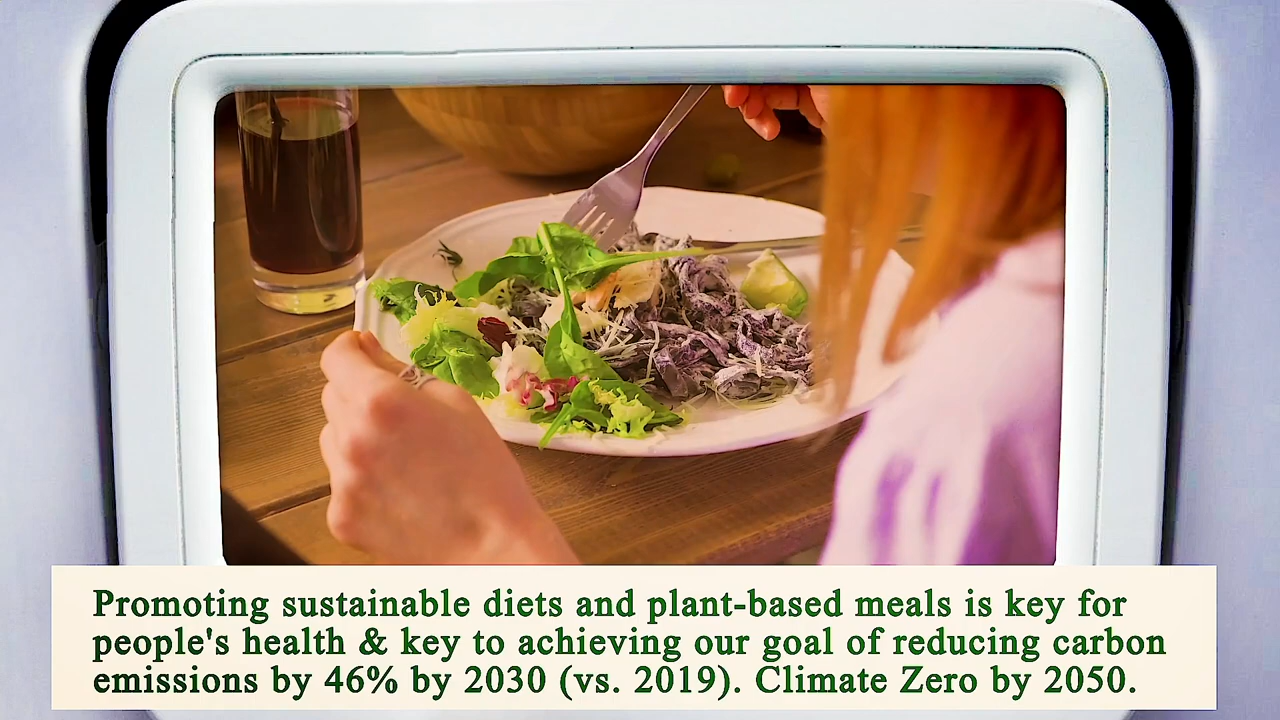 Promoting sustainable diets and plant-based meals is key for
people's health & key to achieving our goal of reducing carbon
emissions by 46% by 2030 (vs. 2019). Climate Zero by 2050.